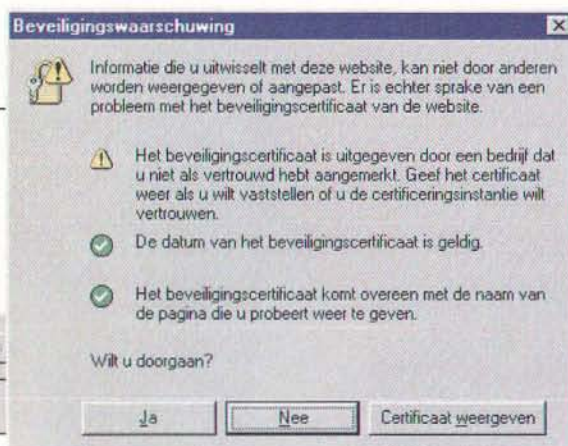 Beveiligingswaarschuwing
Informatie die u uitwisselt met deze website, kan niet door anderen
worden weergegeven of aangepast. Er is echter sprake van een
probleem met het beveiligingscertificaat van de website.
Het beveiligingscertificaat is uitgegeven door een bedrijf dat
u niet als vertrouwd hebt aangemerkt. Geef het certificaat
weer als u wilt vaststellen of u de certificeringsinstantie wilt
vertrouwen.
De datum van het beveiligingscertificaat is geldig.
Het beveiligingscertificaat komt overeen met de naam van
de pagina die u probeert weer te geven.
Wilt u doorgaan?
Ja
Nee
Certificaat weergeven